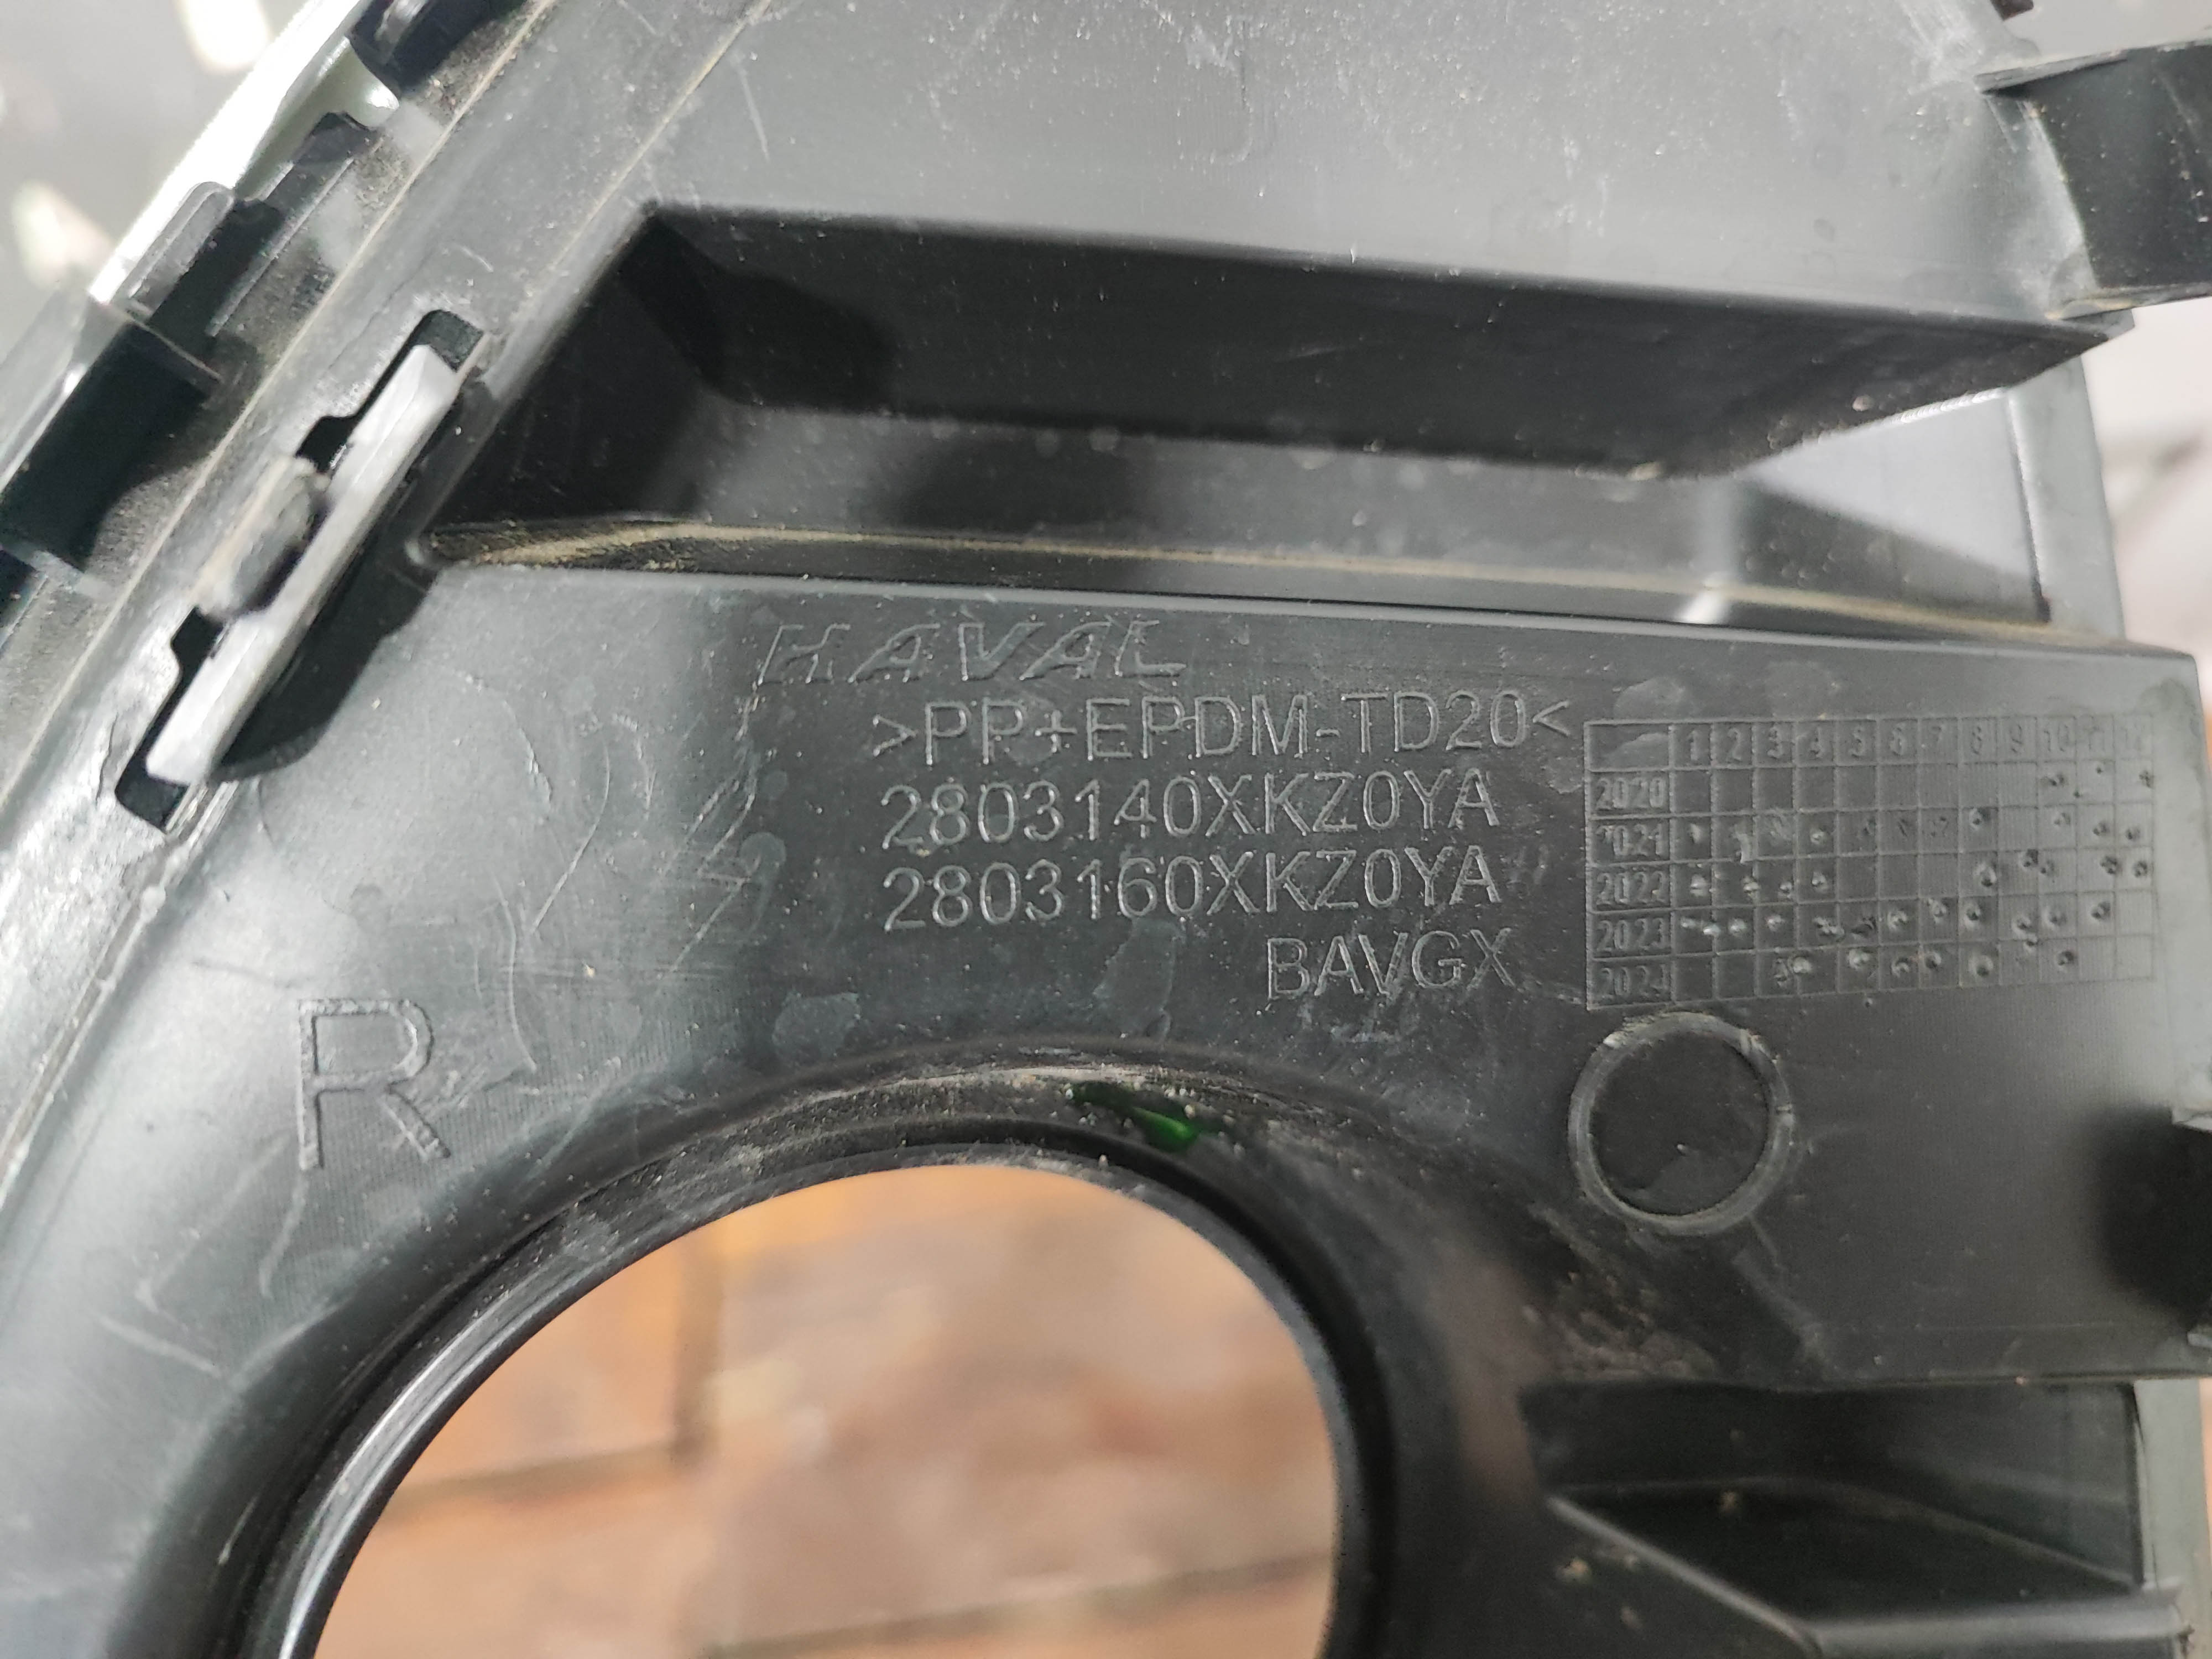 HAVAL
>PP+EPDM-TD20<
2803140XKZ0YA
2803160XKZ0YA
BAVGX
R
1 2 3 4 5 6 7 8 9 10 11 12
2020
2021
2022
2023
2024